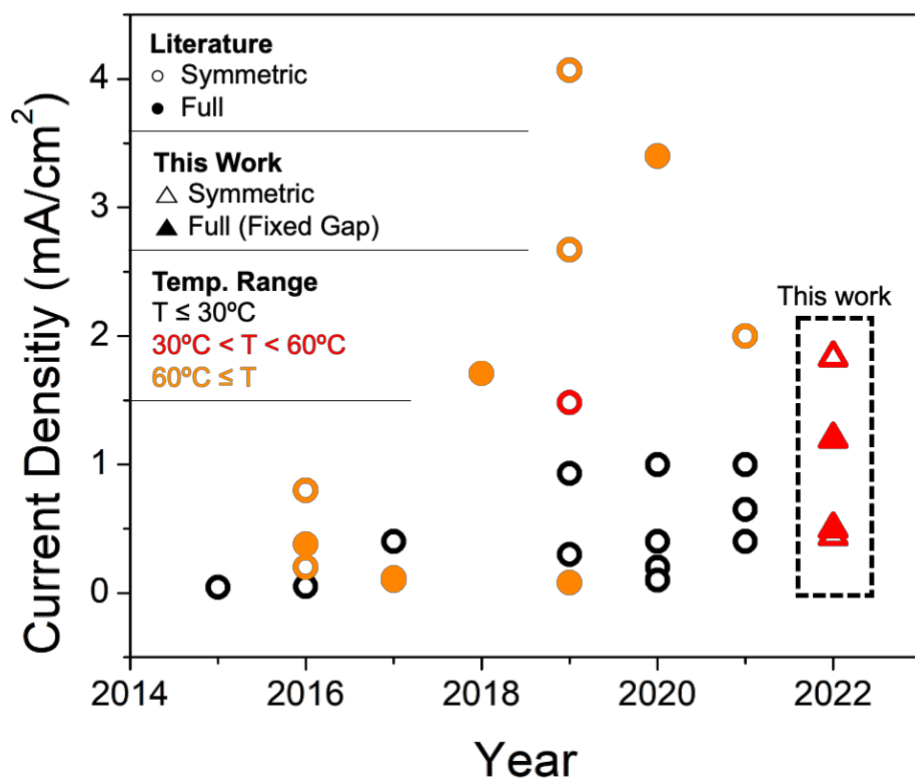 Literature
Symmetric
Full
This Work
Symmetric
Full (Fixed Gap)
Temp. Range
T ≤ 30ºC
30ºC < T < 60ºC
60ºC ≤ T
This work
Current Densitiy (mA/cm²)
4
3
2
1
0
2014
2016
2018
2020
2022
Year